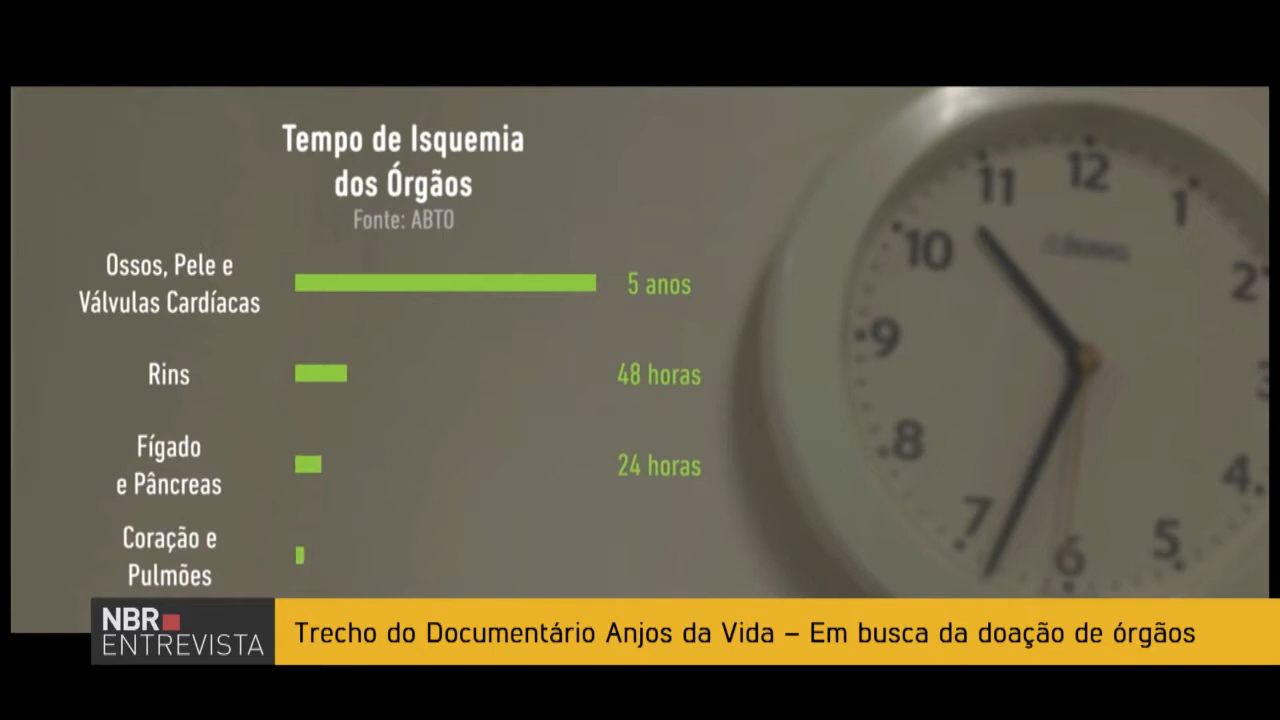 Tempo de Isquemia
dos Órgãos
Fonte: ABTO
Ossos, Pele e
Válvulas Cardíacas
5 anos
Rins
48 horas
Fígado
e Pâncreas
24 horas
Coração e
Pulmões
11 12 1
10 2
9 3
8 4
7 6 5
NBR
ENTREVISTA
Trecho do Documentário Anjos da Vida – Em busca da doação de órgãos